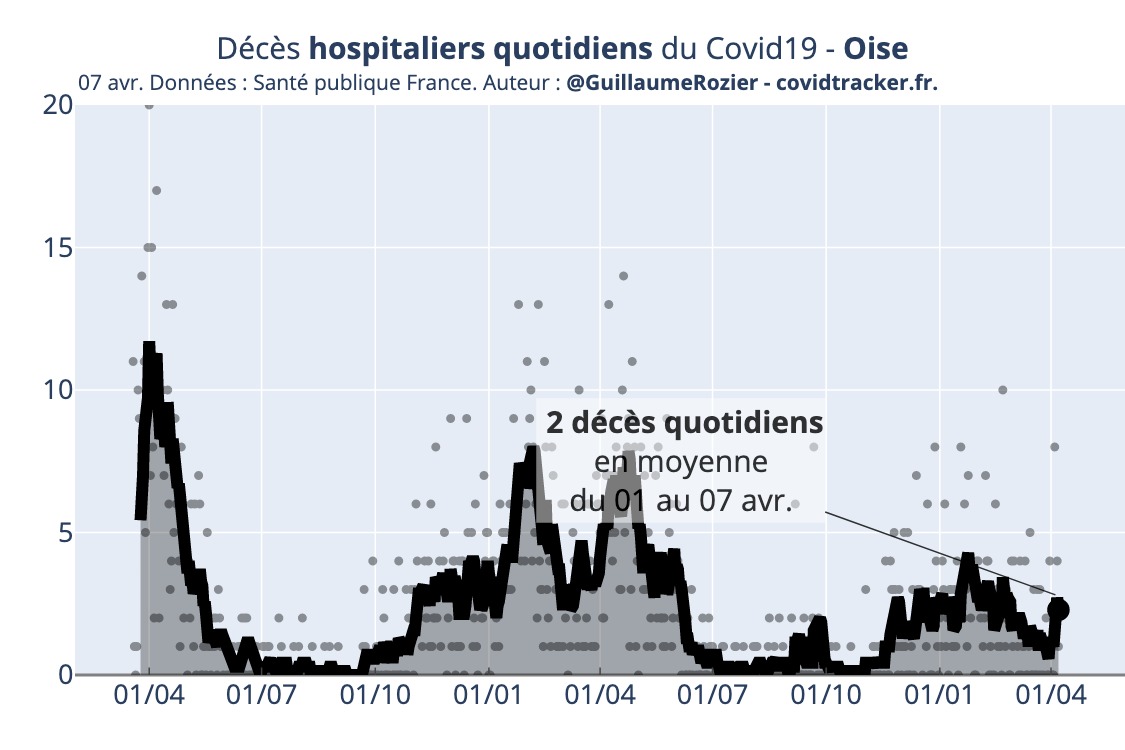 Décès hospitaliers quotidiens du Covid19 - Oise
07 avr. Données : Santé publique France. Auteur : @GuillaumeRozier - covidtracker.fr.
20
15
10
5
0
2 décès quotidiens
en moyenne
du 01 au 07 avr.
01/04 01/07 01/10 01/01 01/04 01/07 01/10 01/01 01/04